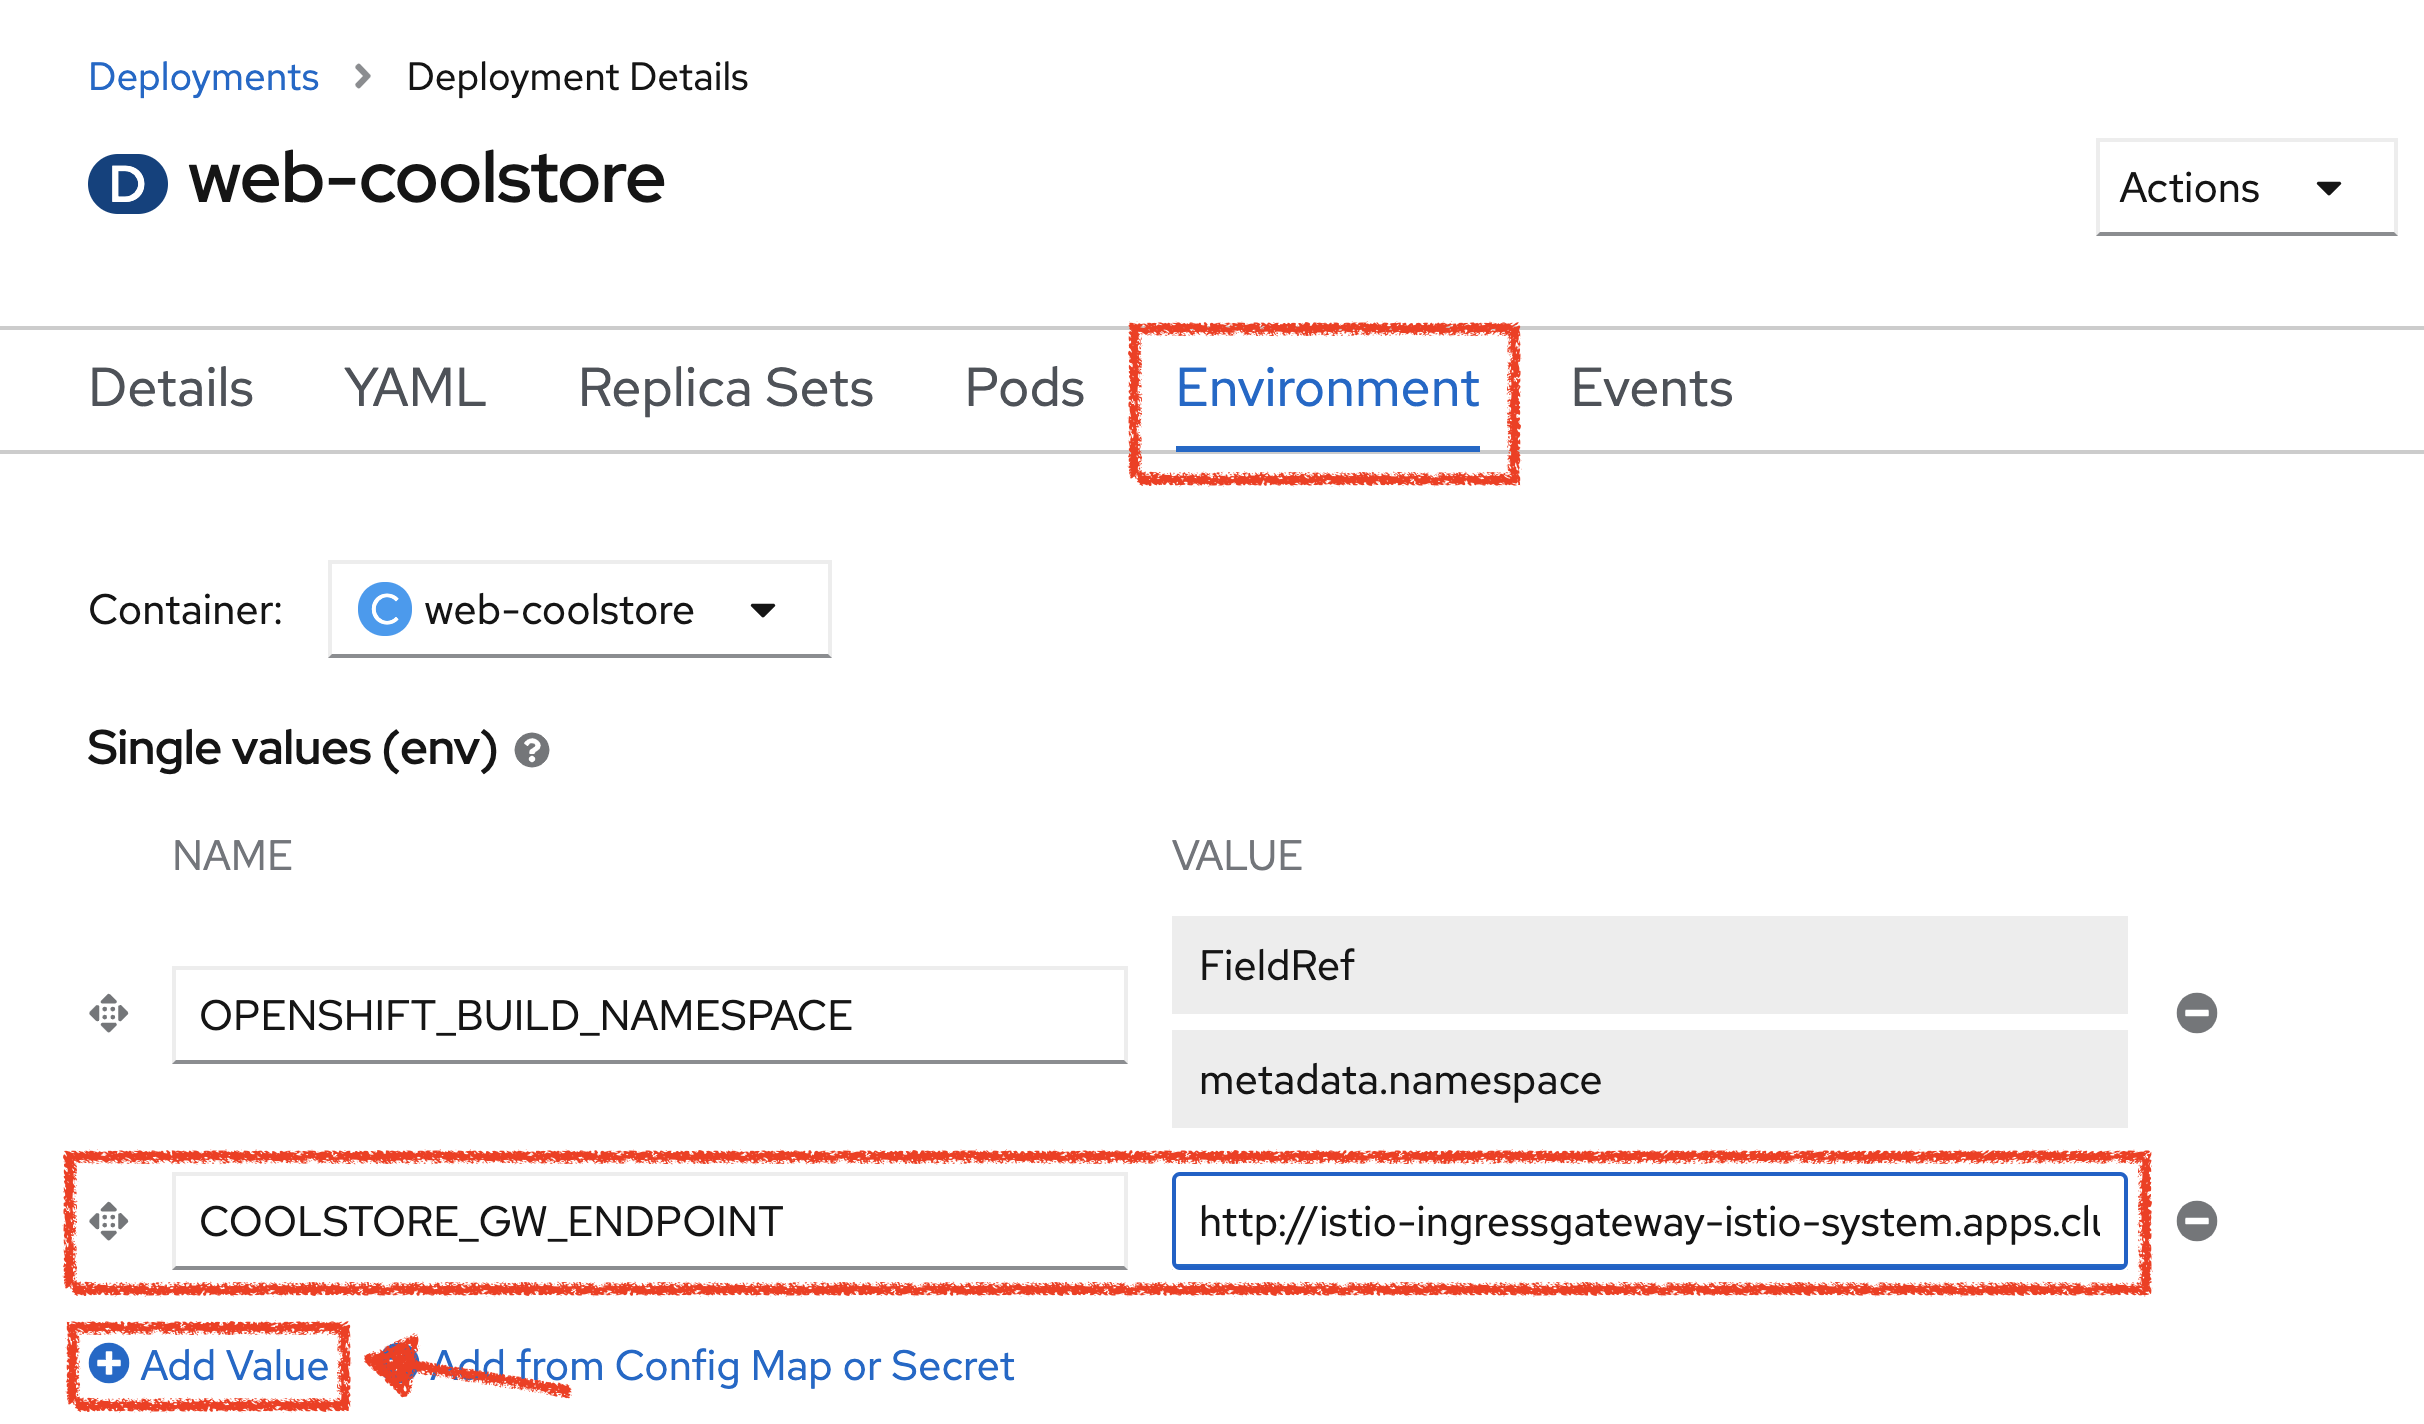 Deployments > Deployment Details
D web-coolstore
Actions
Details YAML Replica Sets Pods Environment Events
Container: C web-coolstore
Single values (env) ?
NAME VALUE
FieldRef
OPENSHIFT_BUILD_NAMESPACE
metadata.namespace
COOLSTORE_GW_ENDPOINT http://istio-ingressgateway-istio-system.apps.clu
Add Value Add from Config Map or Secret